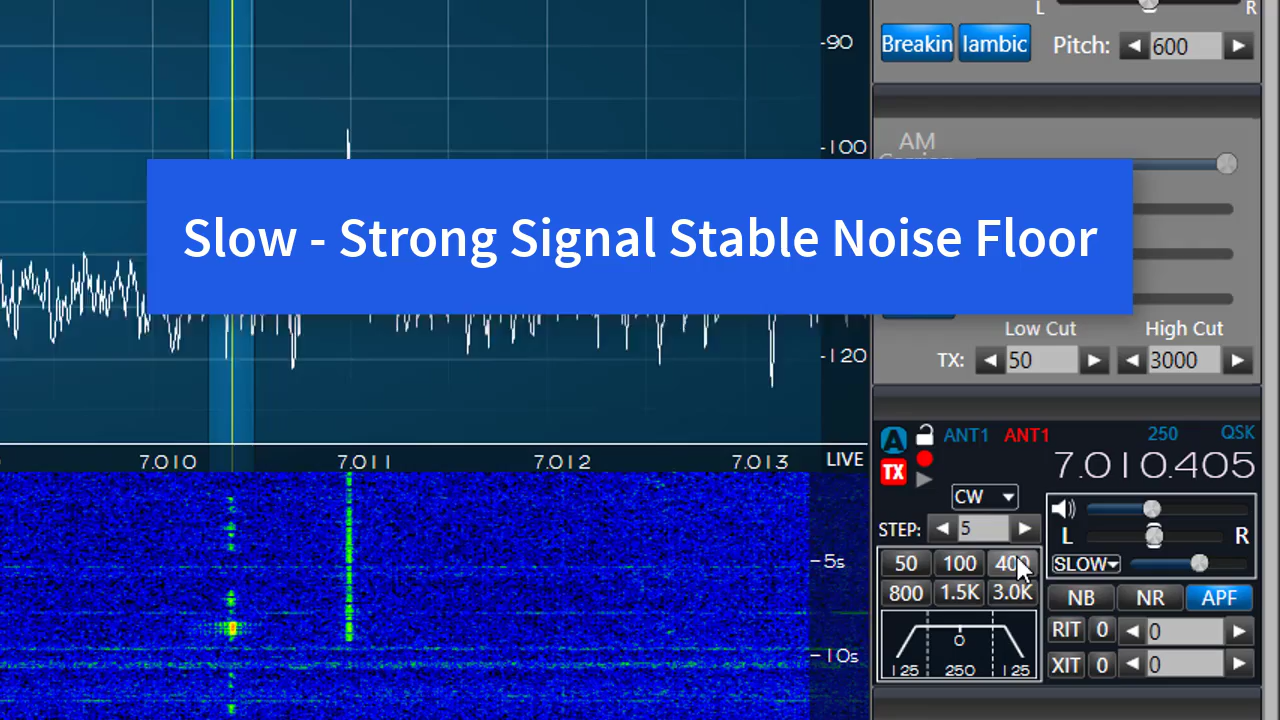 L R
-90
Breakin Iambic Pitch: 600
-100
AM
Slow - Strong Signal Stable Noise Floor
Low Cut High Cut
-120
TX: 50 3000
A ANT1 ANT1 250 QSK
7.010 7.011 7.012 7.013 LIVE
TX 7.010.405
CW
STEP: 5
L R
-5s
50 100 400 SLOW
800 1.5K 3.0K NB NR APF
RIT 0 0
0
-10s
125 250 125
XIT 0 0